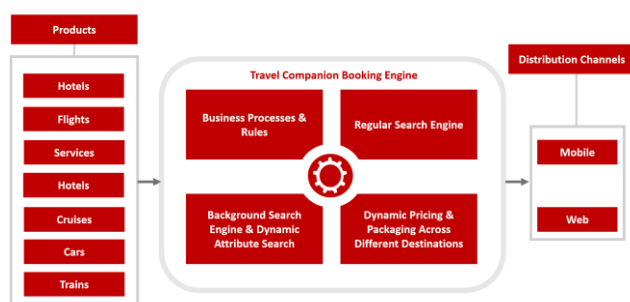 Products
Hotels
Flights
Services
Hotels
Cruises
Cars
Trains
Travel Companion Booking Engine
Business Processes &
Rules
Regular Search Engine
Background Search
Engine & Dynamic
Attribute Search
Dynamic Pricing &
Packaging Across
Different Destinations
Distribution Channels
Mobile
Web